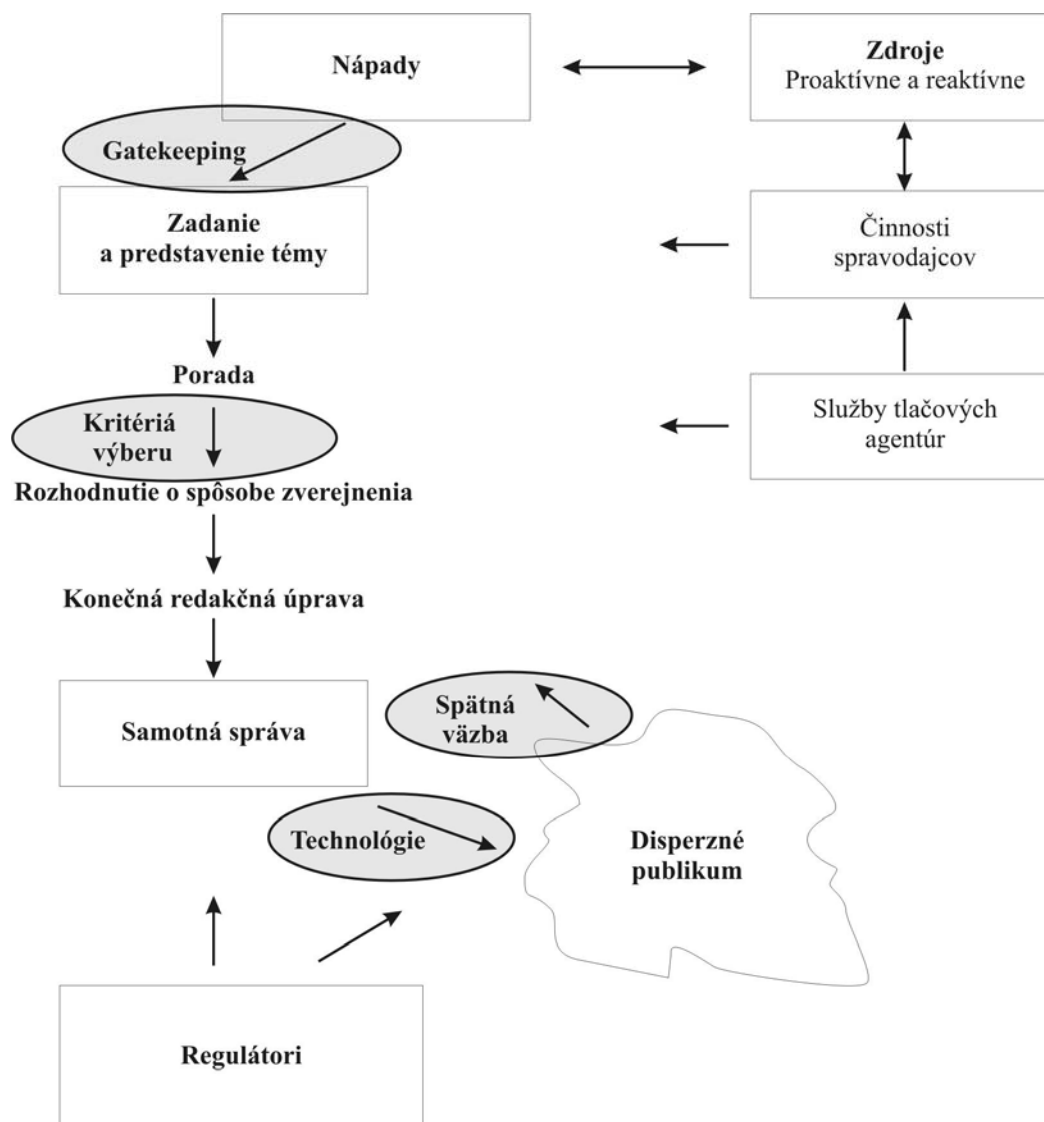 Nápady
Zdroje
Proaktívne a reaktívne
Gatekeeping
Zadanie
a predstavenie témy
Činnosti
spravodajcov
Porada
Kritériá
výberu
Služby tlačových
agentúr
Rozhodnutie o spôsobe zverejnenia
Konečná redakčná úprava
Samotná správa
Spätná
väzba
Technológie
Disperzné
publikum
Regulátori